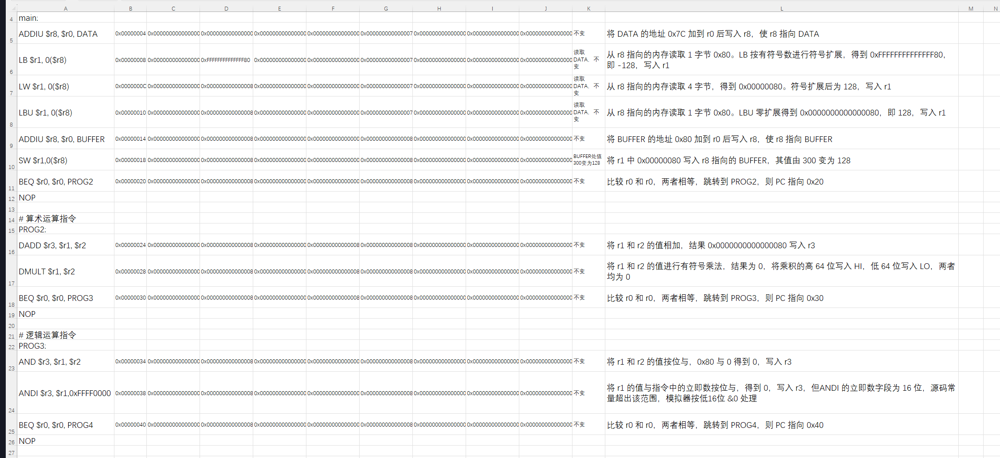 A B C D E F G H I J K L M N
4 main:
5 ADDIU $r8, $r0, DATA 0x00000004 0x000000000000000 0x000000000000000 0x000000000000000 0x000000000000000 0x000000000000007 0x000000000000000 0x000000000000000 0x000000000000000 不变 将 DATA 的地址 0x7C 加到 r0 后写入 r8，使 r8 指向 DATA
6 LB $r1, 0($r8) 0x00000008 0x000000000000000 0xFFFFFFFFFFFFFF80 0x000000000000000 0x000000000000000 0x000000000000007 0x000000000000000 0x000000000000000 0x000000000000000
读取
DATA，不
变
从 r8 指向的内存读取 1 字节 0x80。LB 按有符号数进行符号扩展，得到 0xFFFFFFFFFFFFFF80，
即 -128，写入 r1
7 LW $r1, 0($r8) 0x0000000C 0x000000000000000 0x000000000000008 0x000000000000000 0x000000000000000 0x000000000000007 0x000000000000000 0x000000000000000 0x000000000000000
读取
DATA，不
变
从 r8 指向的内存读取 4 字节，得到 0x00000080。符号扩展后为 128，写入 r1
8 LBU $r1, 0($r8) 0x00000010 0x000000000000000 0x000000000000008 0x000000000000000 0x000000000000000 0x000000000000007 0x000000000000000 0x000000000000000 0x000000000000000
读取
DATA，不
变
从 r8 指向的内存读取 1 字节 0x80。LBU 零扩展得到 0x0000000000000080，即 128，写入 r1
9 ADDIU $r8, $r0, BUFFER 0x00000014 0x000000000000000 0x000000000000008 0x000000000000000 0x000000000000000 0x000000000000008 0x000000000000000 0x000000000000000 0x000000000000000 不变 将 BUFFER 的地址 0x80 加到 r0 后写入 r8，使 r8 指向 BUFFER
10 SW $r1,0($r8) 0x00000018 0x000000000000000 0x000000000000008 0x000000000000000 0x000000000000000 0x000000000000008 0x000000000000000 0x000000000000000 0x000000000000000
BUFFER处值
300变为128
将 r1 中 0x00000080 写入 r8 指向的 BUFFER，其值由 300 变为 128
11 BEQ $r0, $r0, PROG2 0x00000020 0x000000000000000 0x000000000000008 0x000000000000000 0x000000000000000 0x000000000000008 0x000000000000000 0x000000000000000 0x000000000000000 不变 比较 r0 和 r0，两者相等，跳转到 PROG2，则 PC 指向 0x20
12 NOP
13
14 # 算术运算指令
15 PROG2:
16 DADD $r3, $r1, $r2 0x00000024 0x000000000000000 0x000000000000008 0x000000000000000 0x000000000000008 0x000000000000008 0x000000000000000 0x000000000000000 0x000000000000000 不变 将 r1 和 r2 的值相加，结果 0x0000000000000080 写入 r3
17 DMULT $r1, $r2 0x00000028 0x000000000000000 0x000000000000008 0x000000000000000 0x000000000000008 0x000000000000008 0x000000000000000 0x000000000000000 0x000000000000000 不变
将 r1 和 r2 的值进行有符号乘法，结果为 0，将乘积的高 64 位写入 HI，低 64 位写入 LO，两者
均为 0
18 BEQ $r0, $r0, PROG3 0x00000030 0x000000000000000 0x000000000000008 0x000000000000000 0x000000000000008 0x000000000000008 0x000000000000000 0x000000000000000 0x000000000000000 不变 比较 r0 和 r0，两者相等，跳转到 PROG3，则 PC 指向 0x30
19 NOP
20
21 # 逻辑运算指令
22 PROG3:
23 AND $r3, $r1, $r2 0x00000034 0x000000000000000 0x000000000000008 0x000000000000000 0x000000000000000 0x000000000000008 0x000000000000000 0x000000000000000 0x000000000000000 不变 将 r1 和 r2 的值按位与，0x80 与 0 得到 0，写入 r3
24 ANDI $r3, $r1,0xFFFF0000 0x00000038 0x000000000000000 0x000000000000008 0x000000000000000 0x000000000000000 0x000000000000008 0x000000000000000 0x000000000000000 0x000000000000000 不变
将 r1 的值与指令中的立即数按位与，得到 0，写入 r3，但ANDI 的立即数字段为 16 位，源码常
量超出该范围，模拟器按低16位 &0 处理
25 BEQ $r0, $r0, PROG4 0x00000040 0x000000000000000 0x000000000000008 0x000000000000000 0x000000000000000 0x000000000000008 0x000000000000000 0x000000000000000 0x000000000000000 不变 比较 r0 和 r0，两者相等，跳转到 PROG4，则 PC 指向 0x40
26 NOP
27